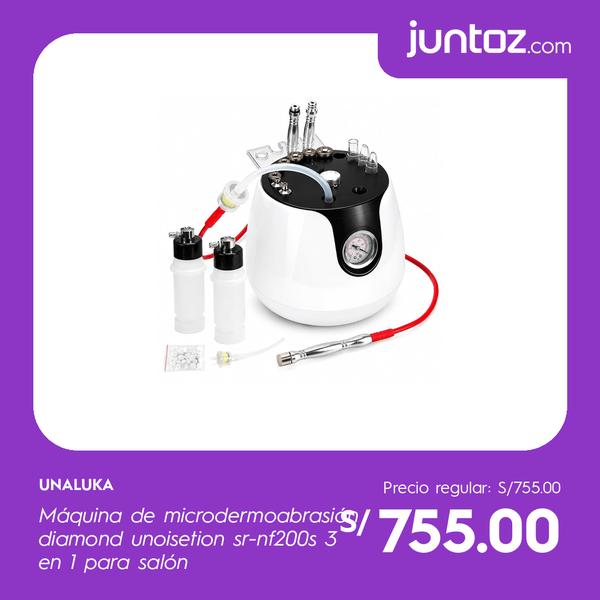 juntoz.com
UNALUKA
Máquina de microdermoabrasión
diamond unoisetion sr-nf200s 3
en 1 para salón
Precio regular: S/755.00
S/ 755.00